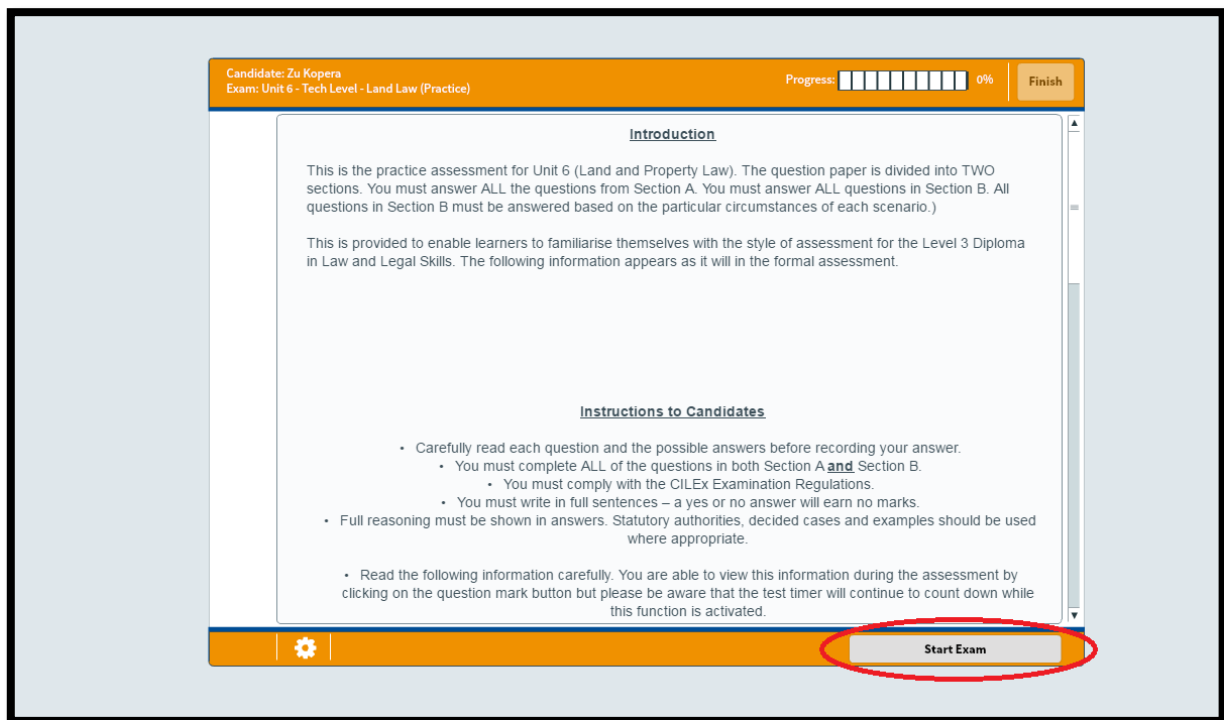 Candidate: Zu Kopera
Exam: Unit 6 - Tech Level - Land Law (Practice)
Progress: 0%
Finish
Introduction
This is the practice assessment for Unit 6 (Land and Property Law). The question paper is divided into TWO
sections. You must answer ALL the questions from Section A. You must answer ALL questions in Section B. All
questions in Section B must be answered based on the particular circumstances of each scenario.)
This is provided to enable learners to familiarise themselves with the style of assessment for the Level 3 Diploma
in Law and Legal Skills. The following information appears as it will in the formal assessment.
Instructions to Candidates
• Carefully read each question and the possible answers before recording your answer.
• You must complete ALL of the questions in both Section A and Section B.
• You must comply with the CILEx Examination Regulations.
• You must write in full sentences – a yes or no answer will earn no marks.
• Full reasoning must be shown in answers. Statutory authorities, decided cases and examples should be used
where appropriate.
• Read the following information carefully. You are able to view this information during the assessment by
clicking on the question mark button but please be aware that the test timer will continue to count down while
this function is activated.
Start Exam